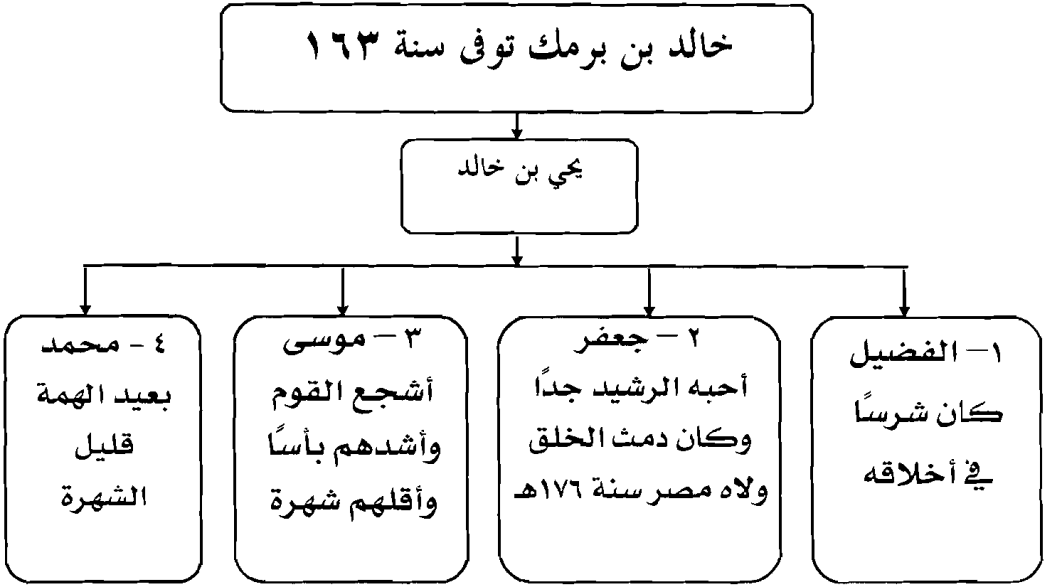 خالد بن برمك توفى سنة ١٦٣
يحي بن خالد
١– الفضيل
كان شرسًا
في أخلاقه
٢ – جعفر
أحبه الرشيد جدًا
وكان دمث الخلق
ولاه مصر سنة ١٧٦هـ
٣ – موسى
أشجع القوم
وأشدهم بأسًا
وأقلهم شهرة
٤ - محمد
بعيد الهمة
قليل
الشهرة